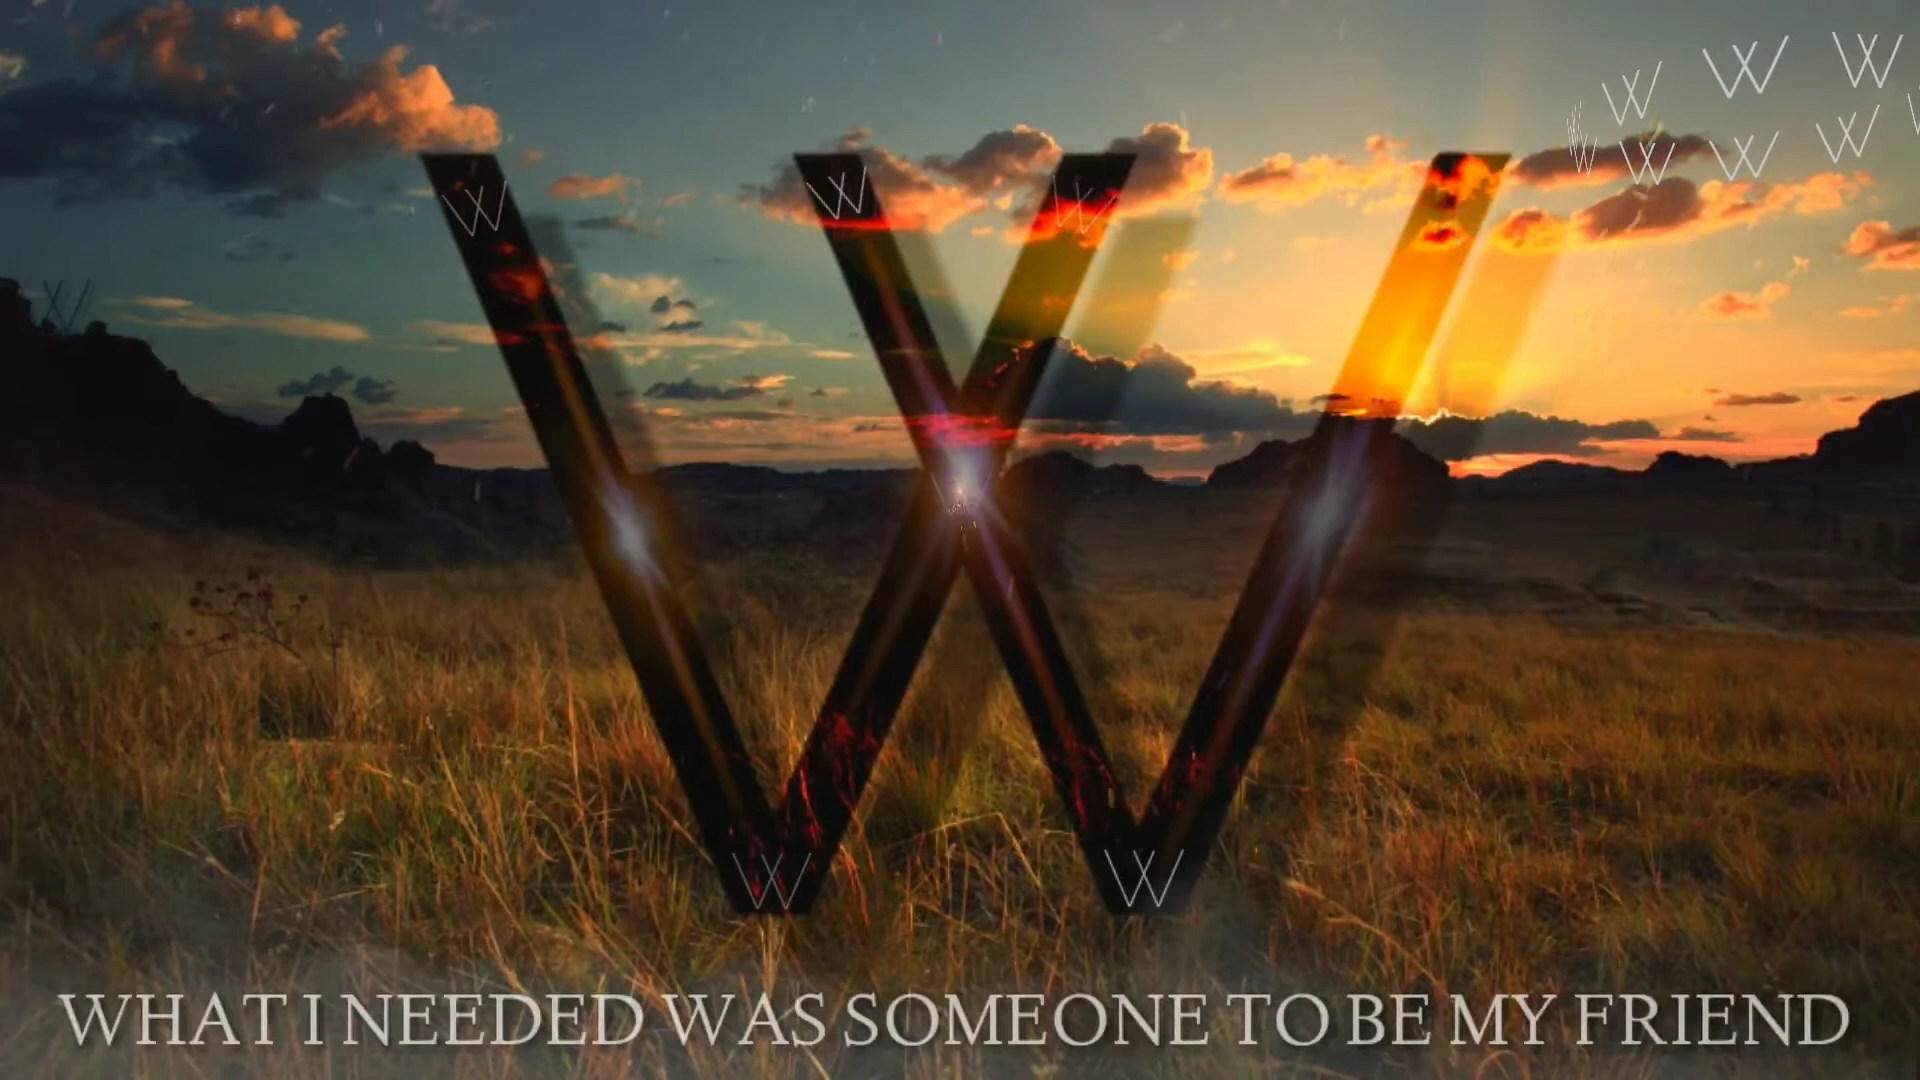 W W W
W W W
W W W
W
W W
WHAT I NEEDED WAS SOMEONE TO BE MY FRIEND